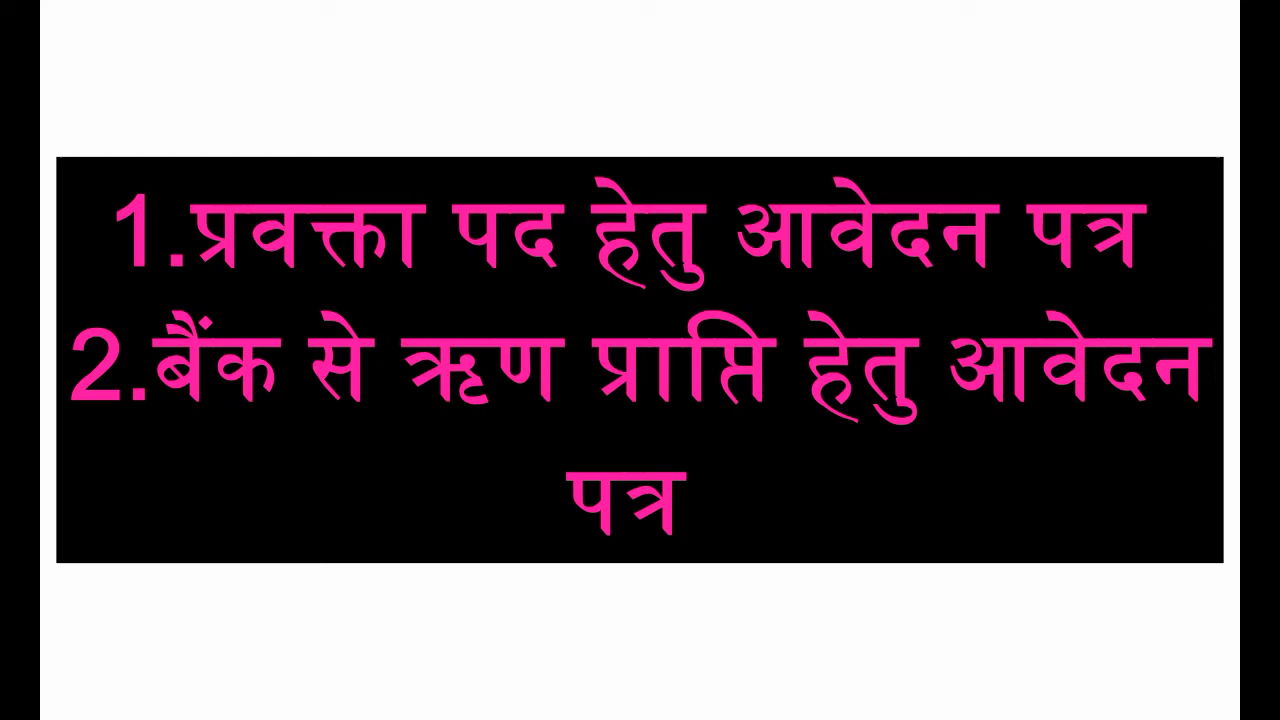 1.प्रवक्ता पद हेतु आवेदन पत्र
2.बैंक से ऋण प्राप्ति हेतु आवेदन
पत्र